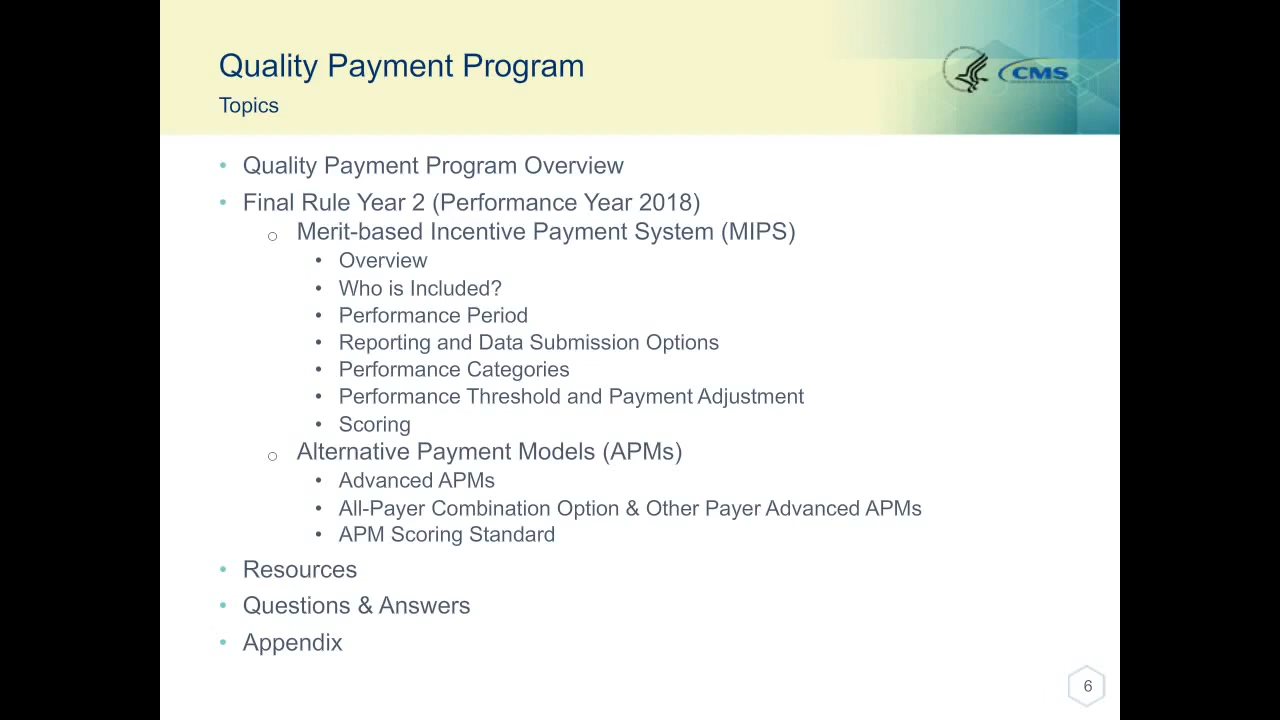 Quality Payment Program
Topics
CMS
• Quality Payment Program Overview
• Final Rule Year 2 (Performance Year 2018)
o Merit-based Incentive Payment System (MIPS)
• Overview
• Who is Included?
• Performance Period
• Reporting and Data Submission Options
• Performance Categories
• Performance Threshold and Payment Adjustment
• Scoring
o Alternative Payment Models (APMs)
• Advanced APMs
• All-Payer Combination Option & Other Payer Advanced APMs
• APM Scoring Standard
• Resources
• Questions & Answers
• Appendix
6